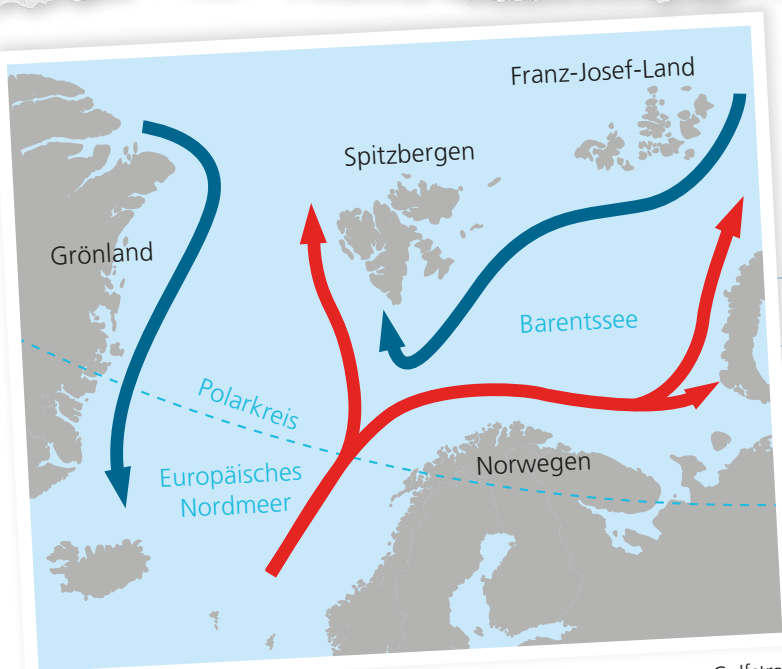 Franz-Josef-Land
Spitzbergen
Grönland
Barentssee
Polarkreis
Europäisches
Nordmeer
Norwegen